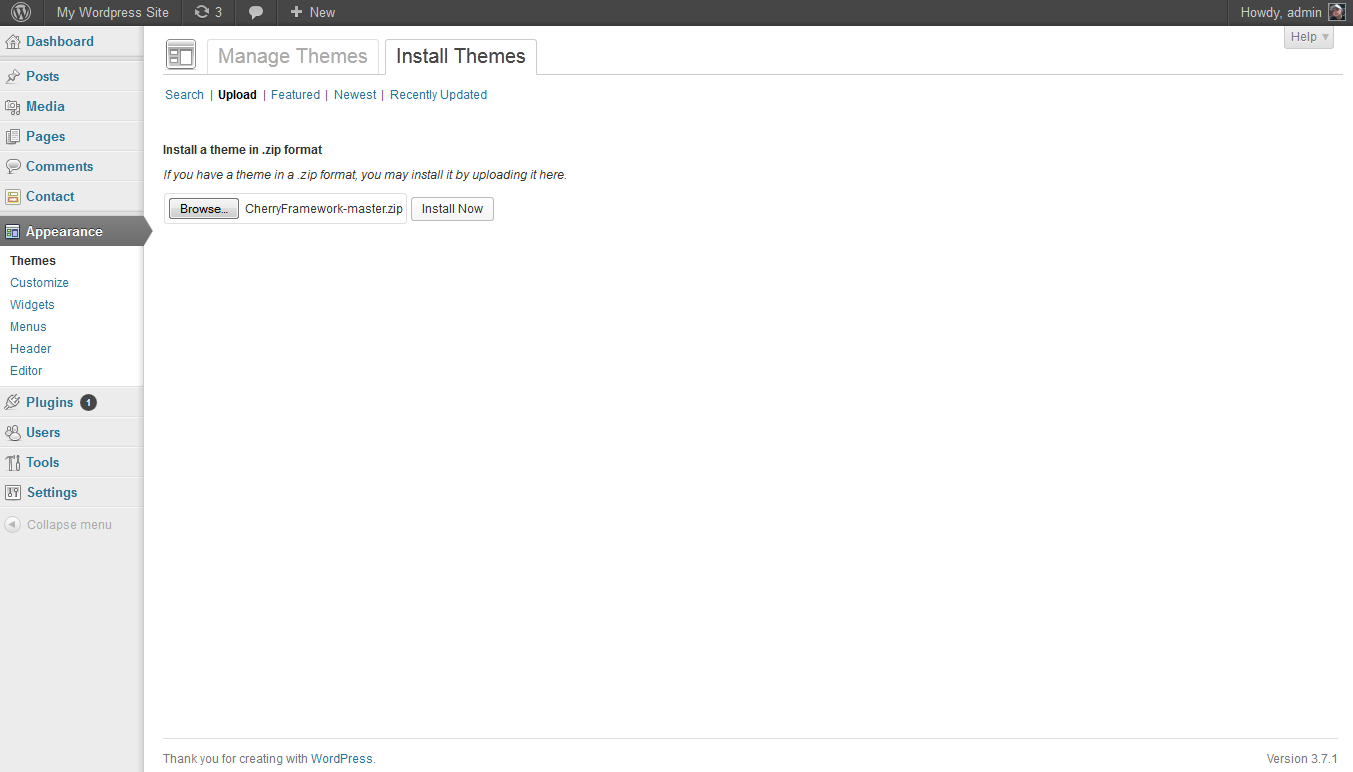 My Wordpress Site 3 New Howdy, admin
Help
Dashboard
Posts
Media
Pages
Comments
Contact
Appearance
Themes
Customize
Widgets
Menus
Header
Editor
Plugins 1
Users
Tools
Settings
Collapse menu
Manage Themes Install Themes
Search | Upload | Featured | Newest | Recently Updated
Install a theme in .zip format
If you have a theme in a .zip format, you may install it by uploading it here.
Browse... CherryFramework-master.zip Install Now
Thank you for creating with WordPress. Version 3.7.1